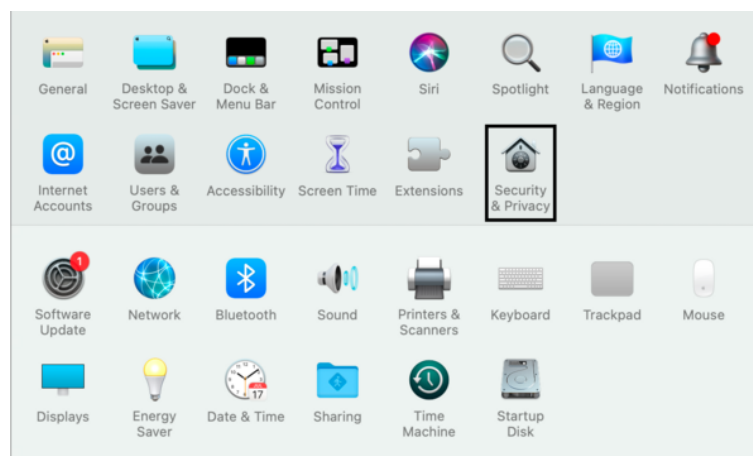 General
Desktop &
Screen Saver
Dock &
Menu Bar
Mission
Control
Siri
Spotlight
Language
& Region
Notifications
@
Internet
Accounts
Users &
Groups
Accessibility
Screen Time
Extensions
Security
& Privacy
1
Software
Update
Network
Bluetooth
Sound
Printers &
Scanners
Keyboard
Trackpad
Mouse
Displays
Energy
Saver
17
Date & Time
Sharing
Time
Machine
Startup
Disk